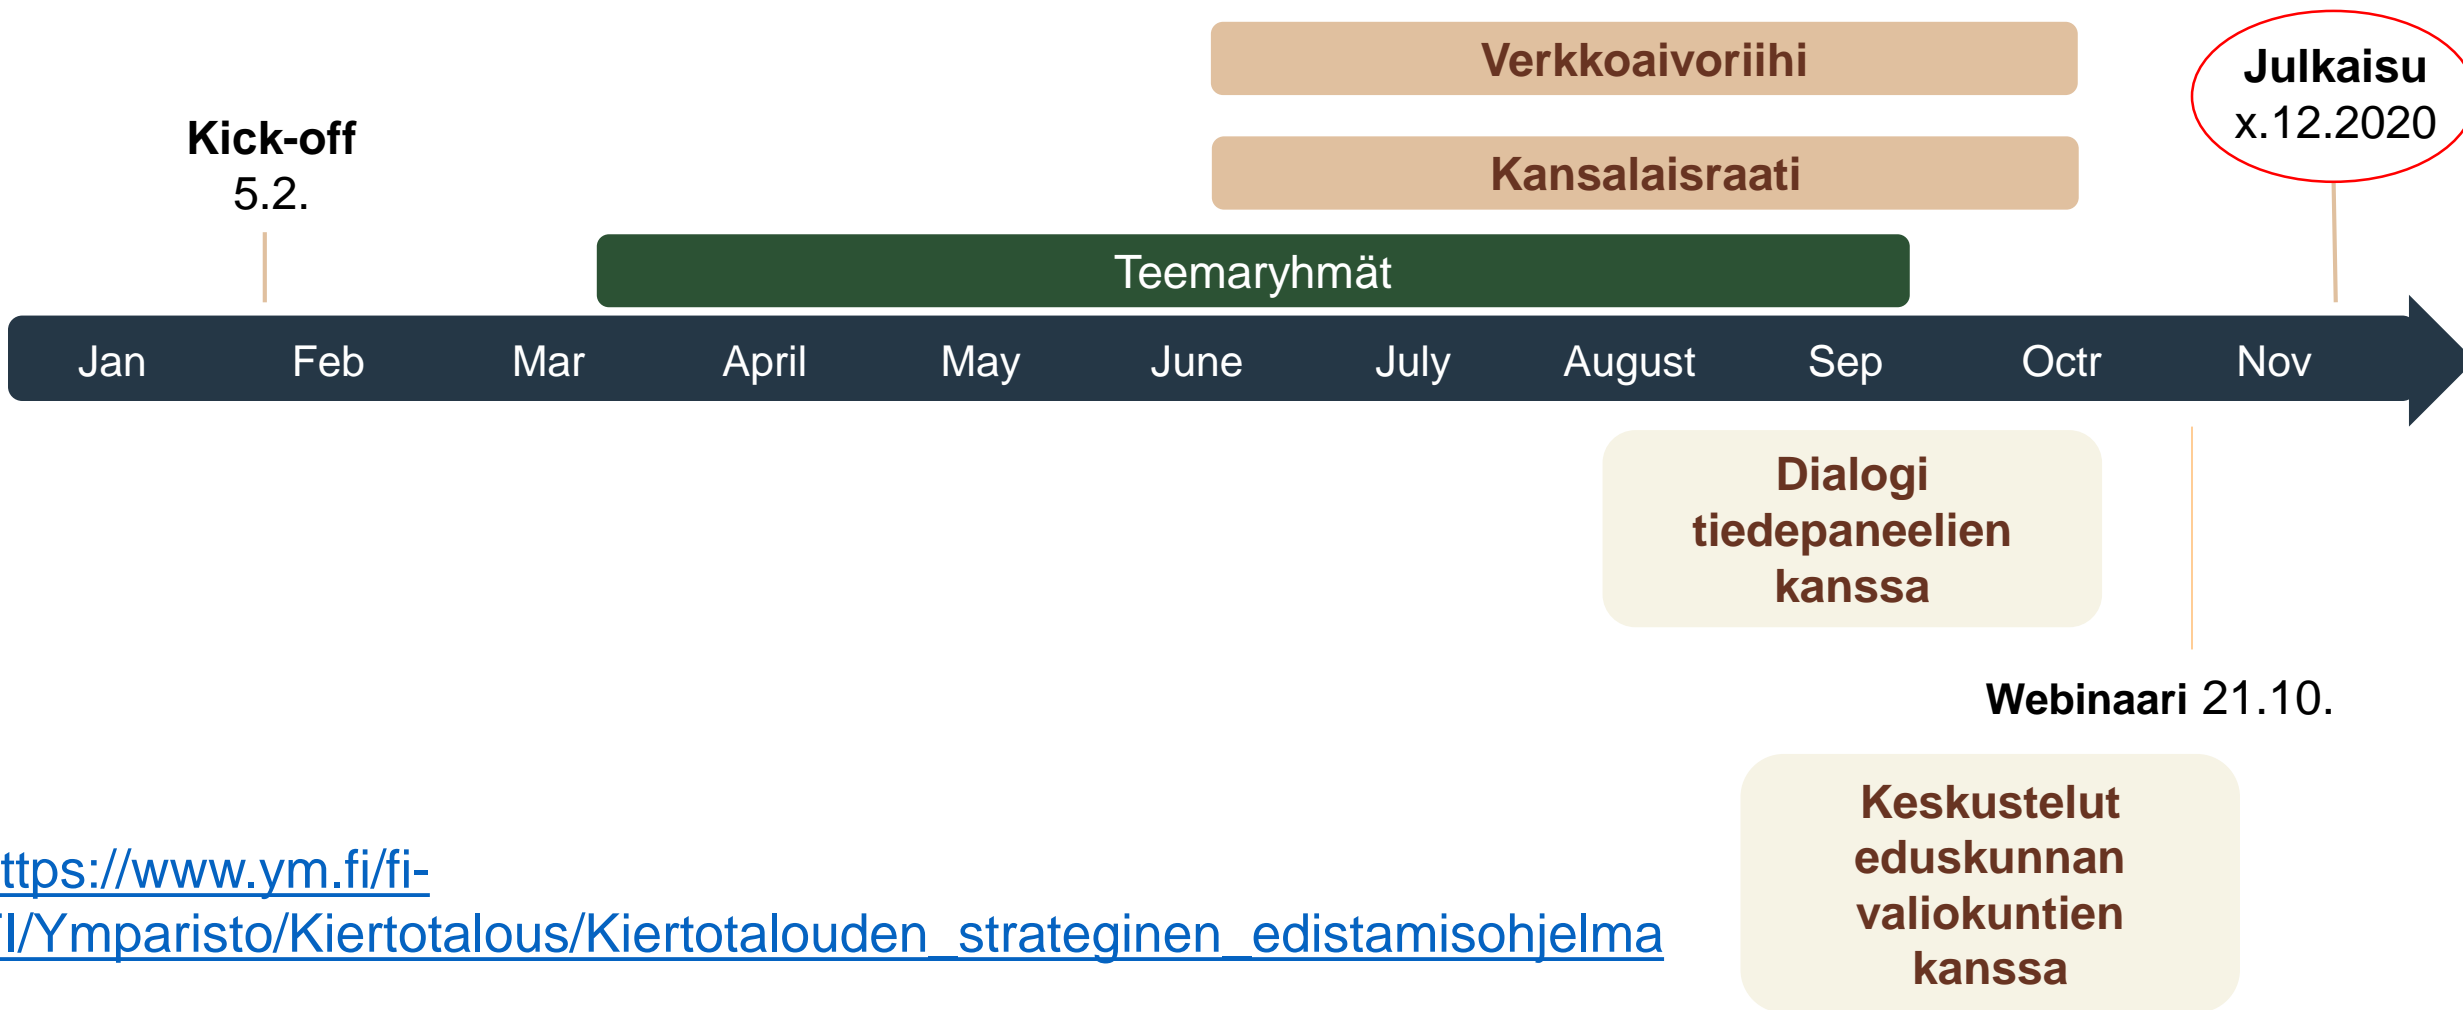 Verkkoaivoriihi
Julkaisu
x.12.2020
Kick-off
5.2.
Kansalaisraati
Teemaryhmät
Jan Feb Mar April May June July August Sep Octr Nov
Dialogi
tiedepaneelien
kanssa
Webinaari 21.10.
Keskustelut
eduskunnan
valiokuntien
kanssa
ttps://www.ym.fi/fi-
I/Ymparisto/Kiertotalous/Kiertotalouden_strateginen_edistamisohjelma